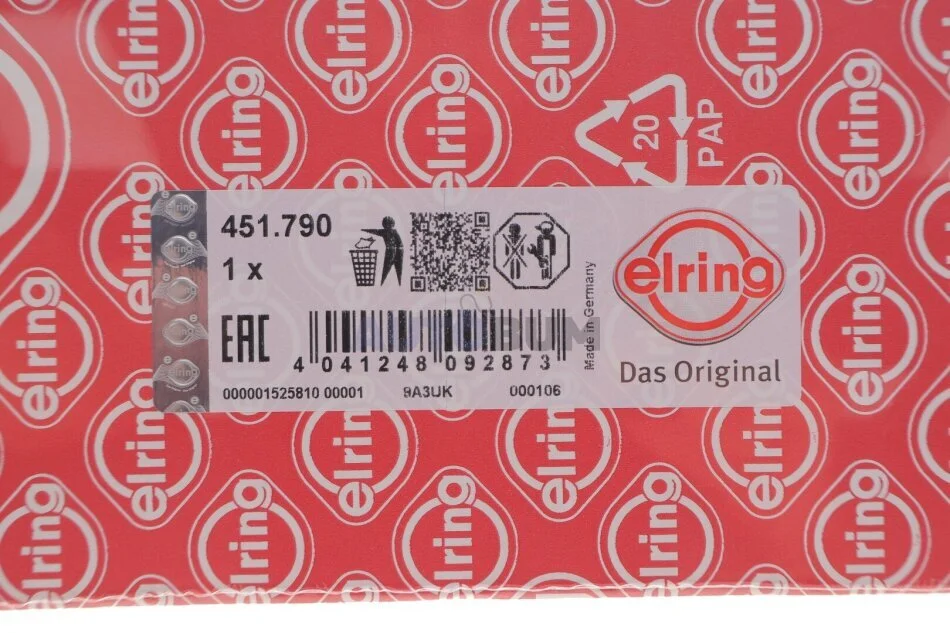 20
PAP
451.790
1 x
EAC
4 041248 092873
Made in Germany
000001525810 00001 9A3UK 000106
elring
Das Original